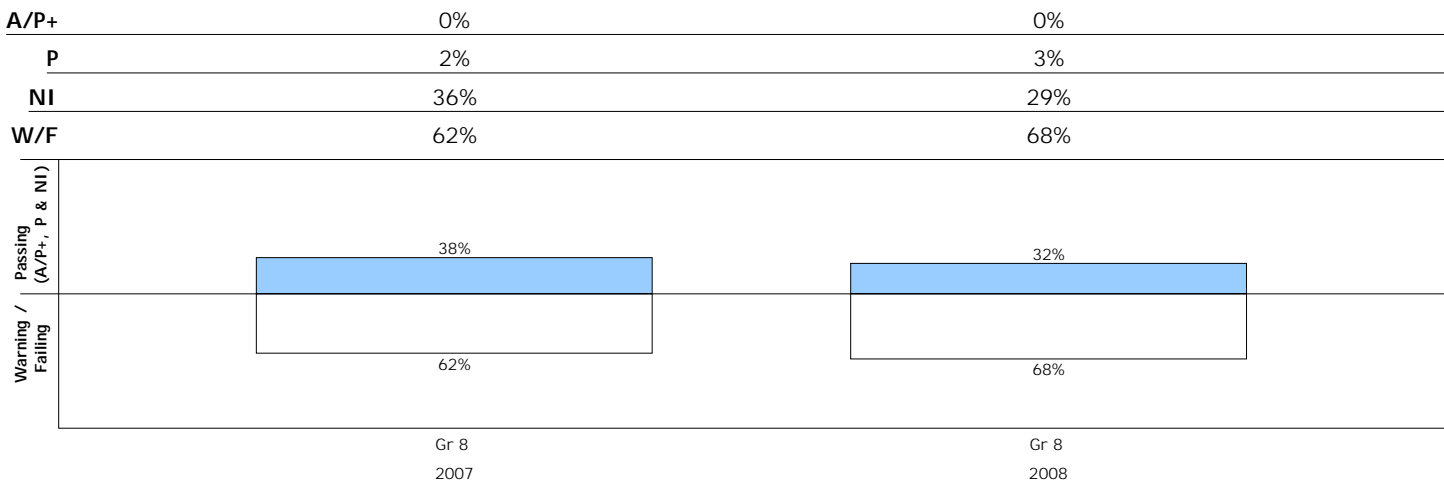 A/P+ 0% 0%
P 2% 3%
NI 36% 29%
W/F 62% 68%
Passing
(A/P+, P & NI)
Warning /
Failing
38% 32%
62% 68%
Gr 8 Gr 8
2007 2008